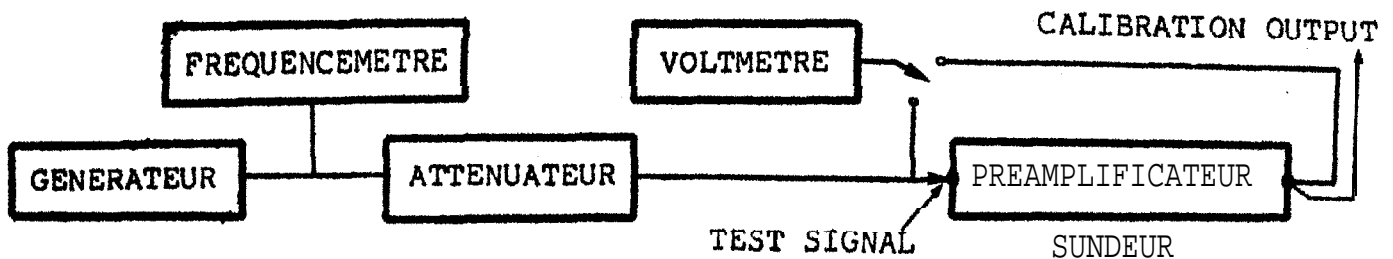 CALIBRATION OUTPUT
FREQUENCEMETRE
VOLTMETRE
GENERATEUR
ATTENUATEUR
PREAMPLIFICATEUR
TEST SIGNAL
SUNDEUR